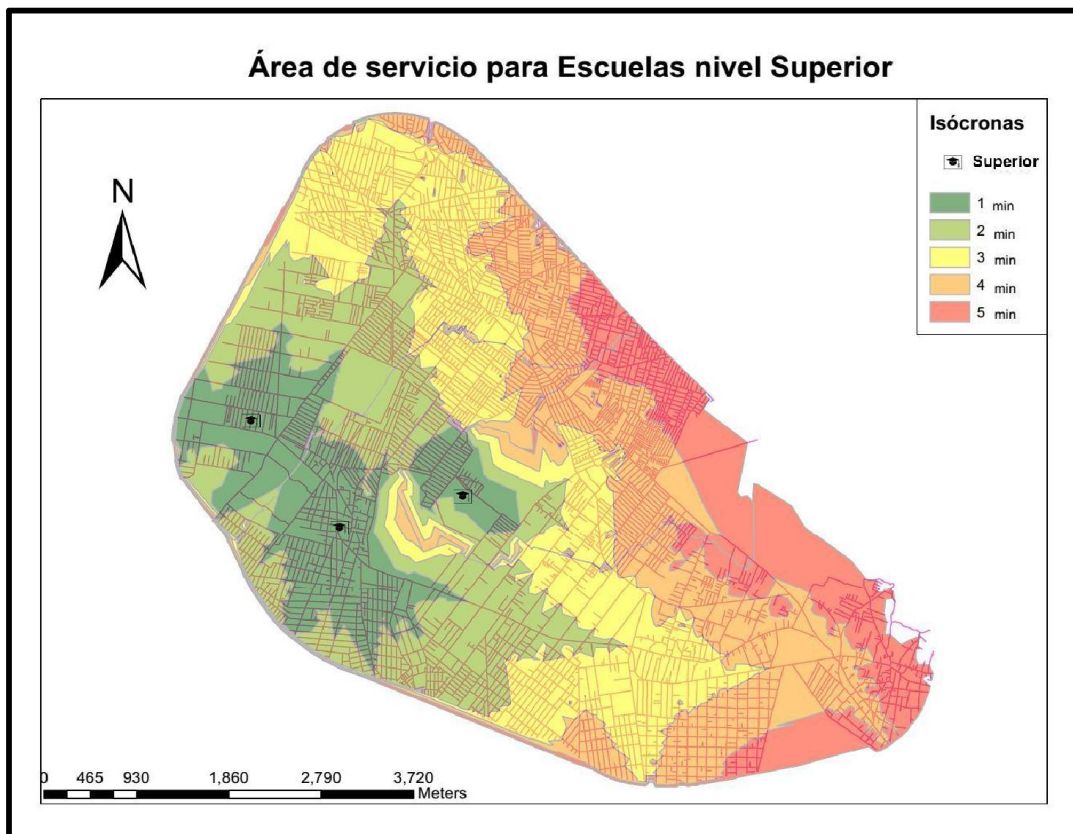 Área de servicio para Escuelas nivel Superior
Isócronas
Superior
1 min
2 min
3 min
4 min
5 min
N
0 465 930 1,860 2,790 3,720
Meters